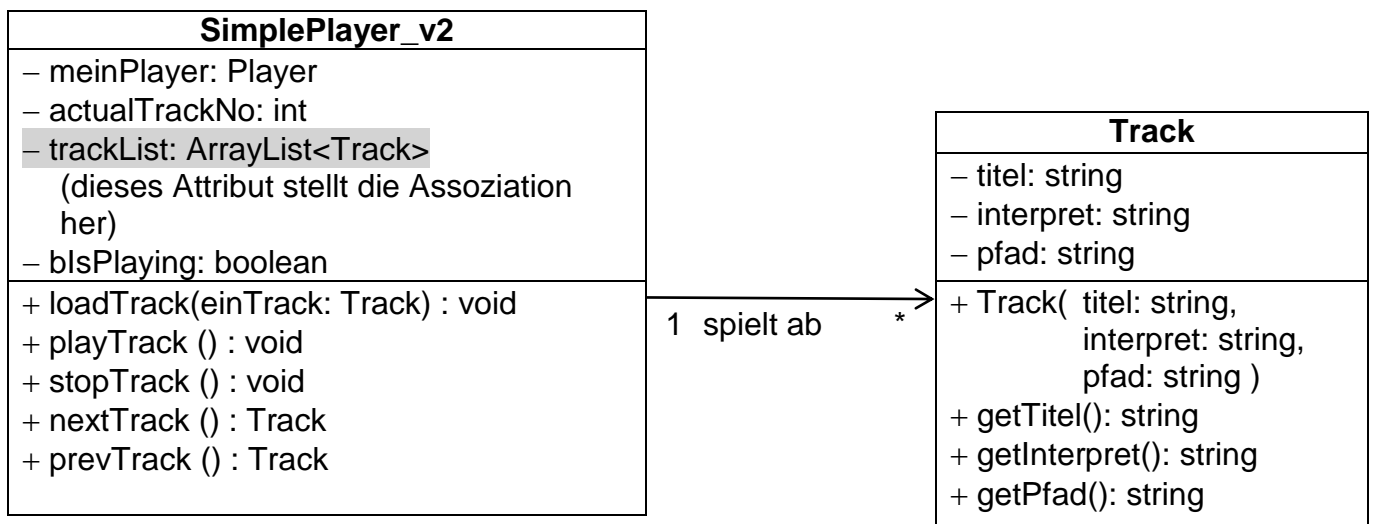 SimplePlayer_v2
− meinPlayer: Player
− actualTrackNo: int
− trackList: ArrayList<Track>
(dieses Attribut stellt die Assoziation
her)
− bIsPlaying: boolean
+ loadTrack(einTrack: Track) : void
+ playTrack () : void
+ stopTrack () : void
+ nextTrack () : Track
+ prevTrack () : Track
1 spielt ab *
Track
− titel: string
− interpret: string
− pfad: string
+ Track( titel: string,
interpret: string,
pfad: string )
+ getTitel(): string
+ getInterpret(): string
+ getPfad(): string